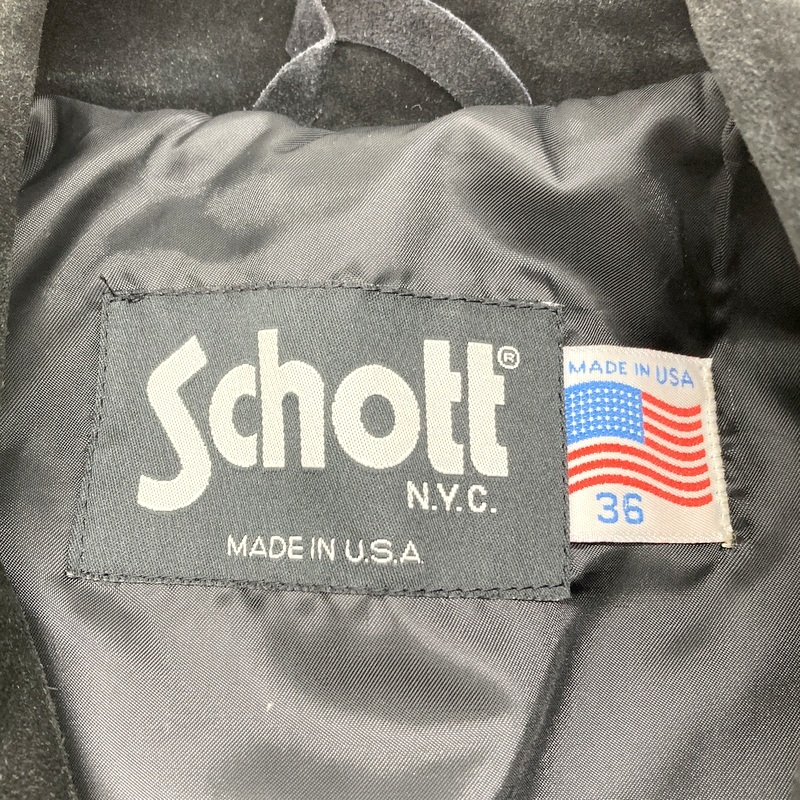 Schott®
N.Y.C.
MADE IN U.S.A
MADE IN USA
36